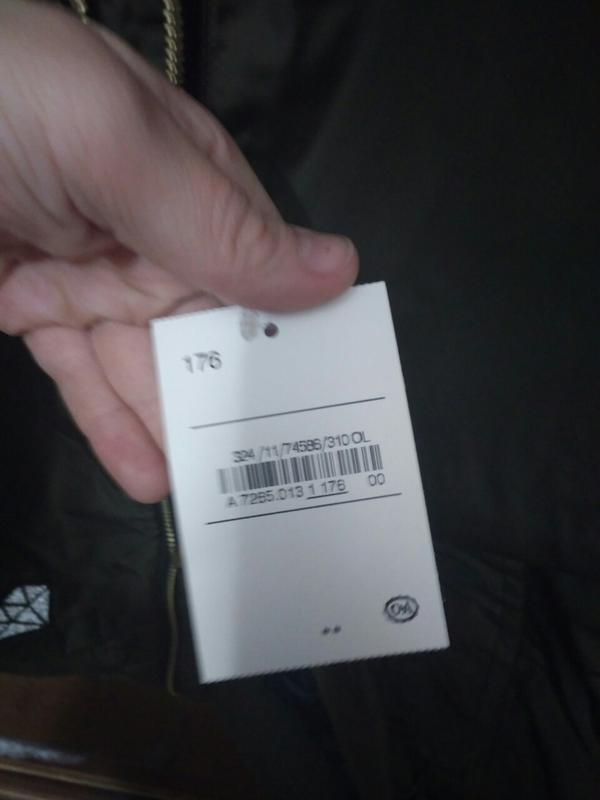 176
324 /11/74586/310 OL
A 7265.013 1 176 00
C&A